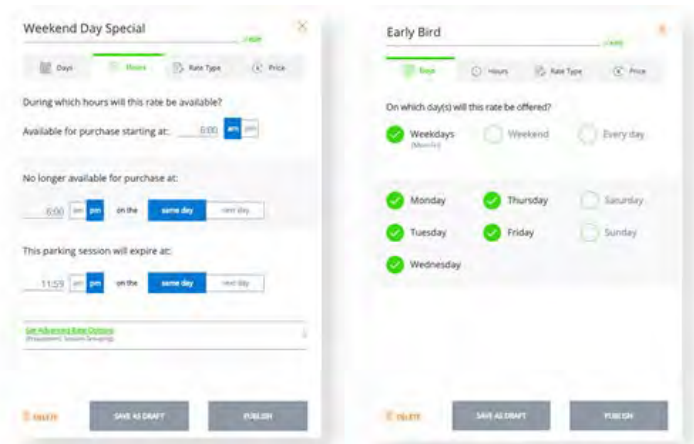 Weekend Day Special
Days Hours Rate Type Price
During which hours will this rate be available?
Available for purchase starting at: 6:00 am pm
No longer available for purchase at:
6:00 am pm on the same day next day
This parking session will expire at:
11:59 am pm on the same day next day
Set Advanced Rate Options
DELETE SAVE AS DRAFT PUBLISH
Early Bird
Days Hours Rate Type Price
On which day(s) will this rate be offered?
Weekdays Weekend Every day
(Mon-Fri)
Monday Thursday Saturday
Tuesday Friday Sunday
Wednesday
DELETE SAVE AS DRAFT PUBLISH